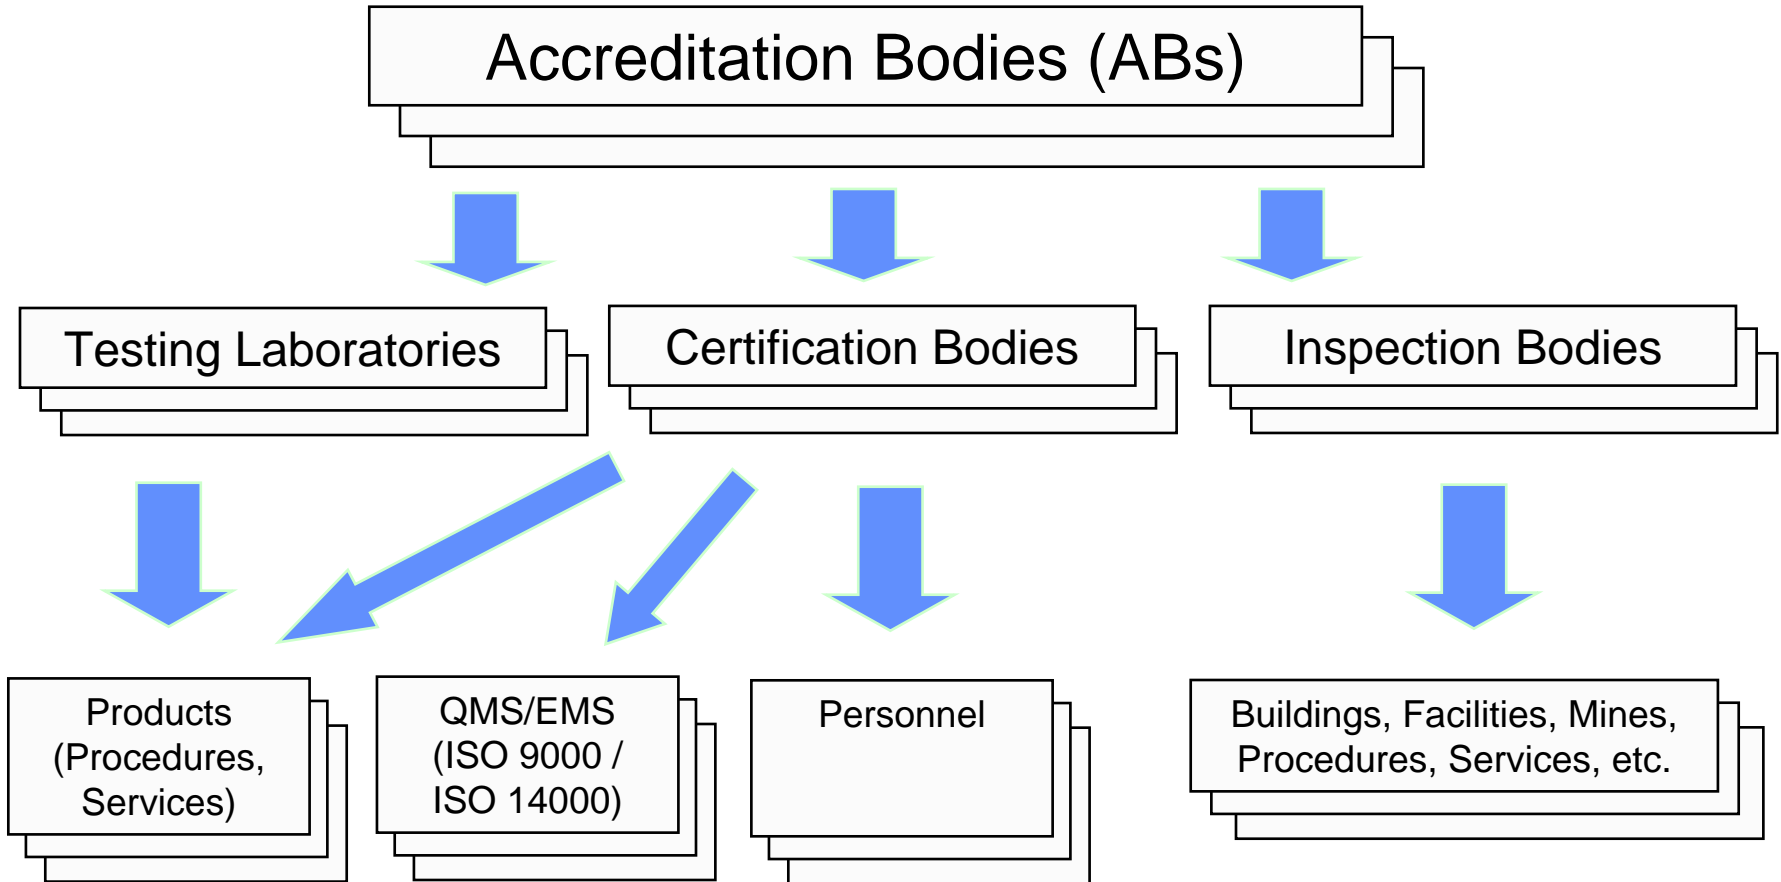 Accreditation Bodies (ABs)
Testing Laboratories
Certification Bodies
Inspection Bodies
Products
(Procedures,
Services)
QMS/EMS
(ISO 9000 /
ISO 14000)
Personnel
Buildings, Facilities, Mines,
Procedures, Services, etc.